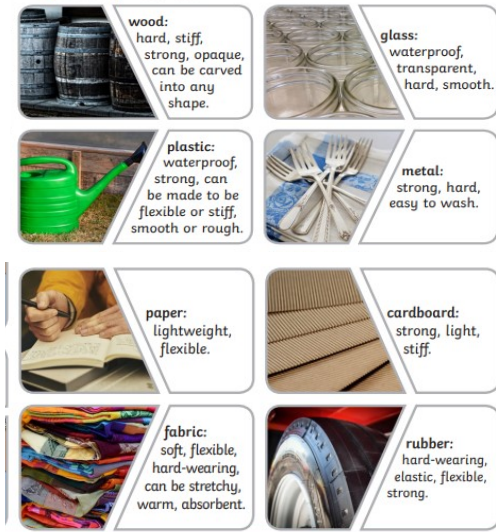 wood:
hard, stiff,
strong, opaque,
can be carved
into any
shape.
glass:
waterproof,
transparent,
hard, smooth.
plastic:
waterproof,
strong, can
be made to be
flexible or stiff,
smooth or rough.
metal:
strong, hard,
easy to wash.
paper:
lightweight,
flexible.
cardboard:
strong, light,
stiff.
fabric:
soft, flexible,
hard-wearing,
can be stretchy,
warm, absorbent.
rubber:
hard-wearing,
elastic, flexible,
strong.